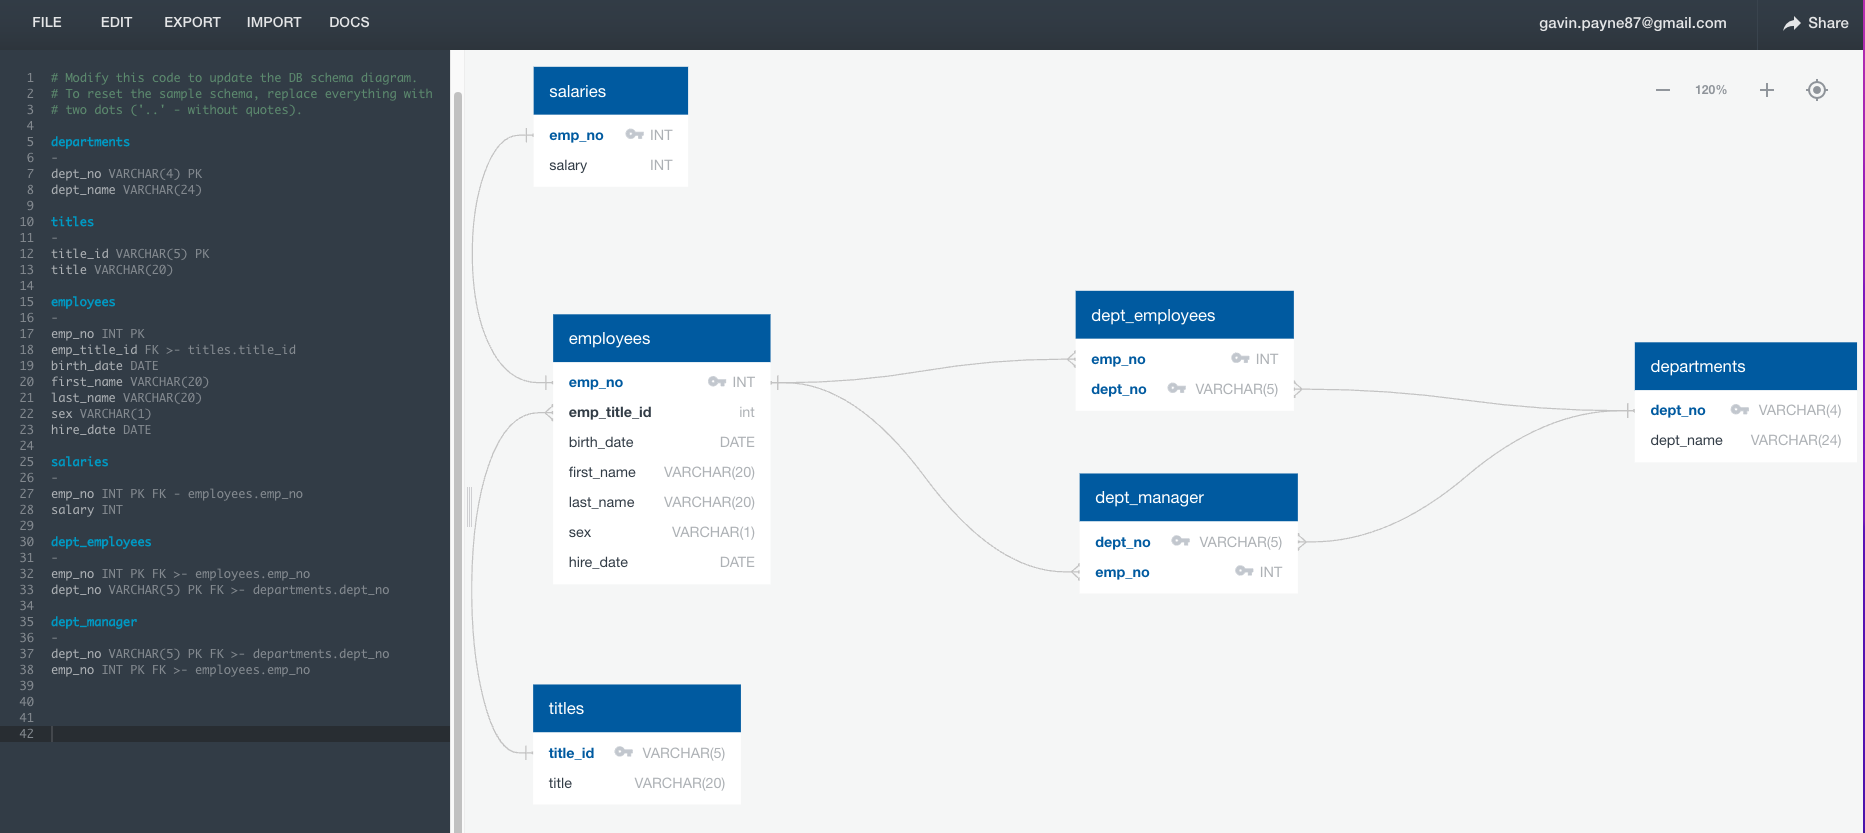 FILE EDIT EXPORT IMPORT DOCS gavin.payne87@gmail.com Share
1 # Modify this code to update the DB schema diagram.
2 # To reset the sample schema, replace everything with
3 # two dots ('..' - without quotes).
4
5 departments
6 -
7 dept_no VARCHAR(4) PK
8 dept_name VARCHAR(24)
9
10 titles
11 -
12 title_id VARCHAR(5) PK
13 title VARCHAR(20)
14
15 employees
16 -
17 emp_no INT PK
18 emp_title_id FK >- titles.title_id
19 birth_date DATE
20 first_name VARCHAR(20)
21 last_name VARCHAR(20)
22 sex VARCHAR(1)
23 hire_date DATE
24
25 salaries
26 -
27 emp_no INT PK FK - employees.emp_no
28 salary INT
29
30 dept_employees
31 -
32 emp_no INT PK FK >- employees.emp_no
33 dept_no VARCHAR(5) PK FK >- departments.dept_no
34
35 dept_manager
36 -
37 dept_no VARCHAR(5) PK FK >- departments.dept_no
38 emp_no INT PK FK >- employees.emp_no
39
40
41
42
120%
salaries
emp_no INT
salary INT
employees
emp_no INT
emp_title_id int
birth_date DATE
first_name VARCHAR(20)
last_name VARCHAR(20)
sex VARCHAR(1)
hire_date DATE
titles
title_id VARCHAR(5)
title VARCHAR(20)
dept_employees
emp_no INT
dept_no VARCHAR(5)
dept_manager
dept_no VARCHAR(5)
emp_no INT
departments
dept_no VARCHAR(4)
dept_name VARCHAR(24)